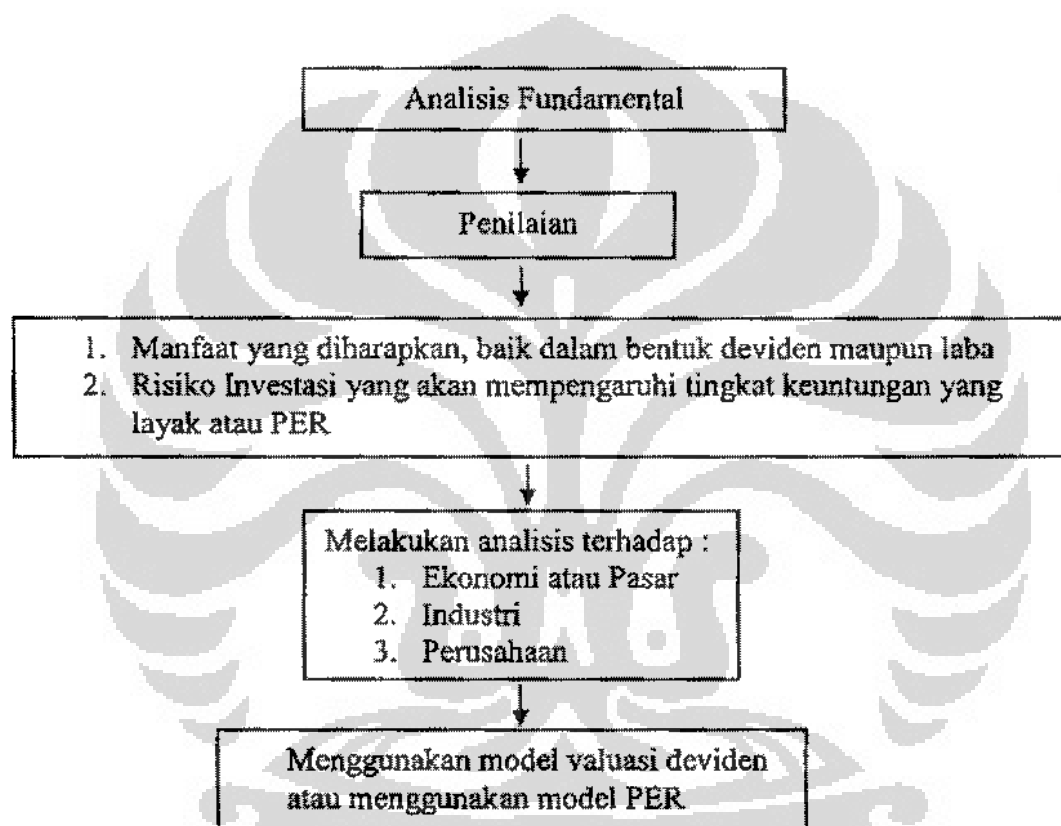 Analisis Fundamental
Penilaian
1. Manfaat yang diharapkan, baik dalam bentuk deviden maupun laba
2. Risiko Investasi yang akan mempengaruhi tingkat keuntungan yang
layak atau PER
Melakukan analisis terhadap :
1. Ekonomi atau Pasar
2. Industri
3. Perusahaan
Menggunakan model valuasi deviden
atau menggunakan model PER